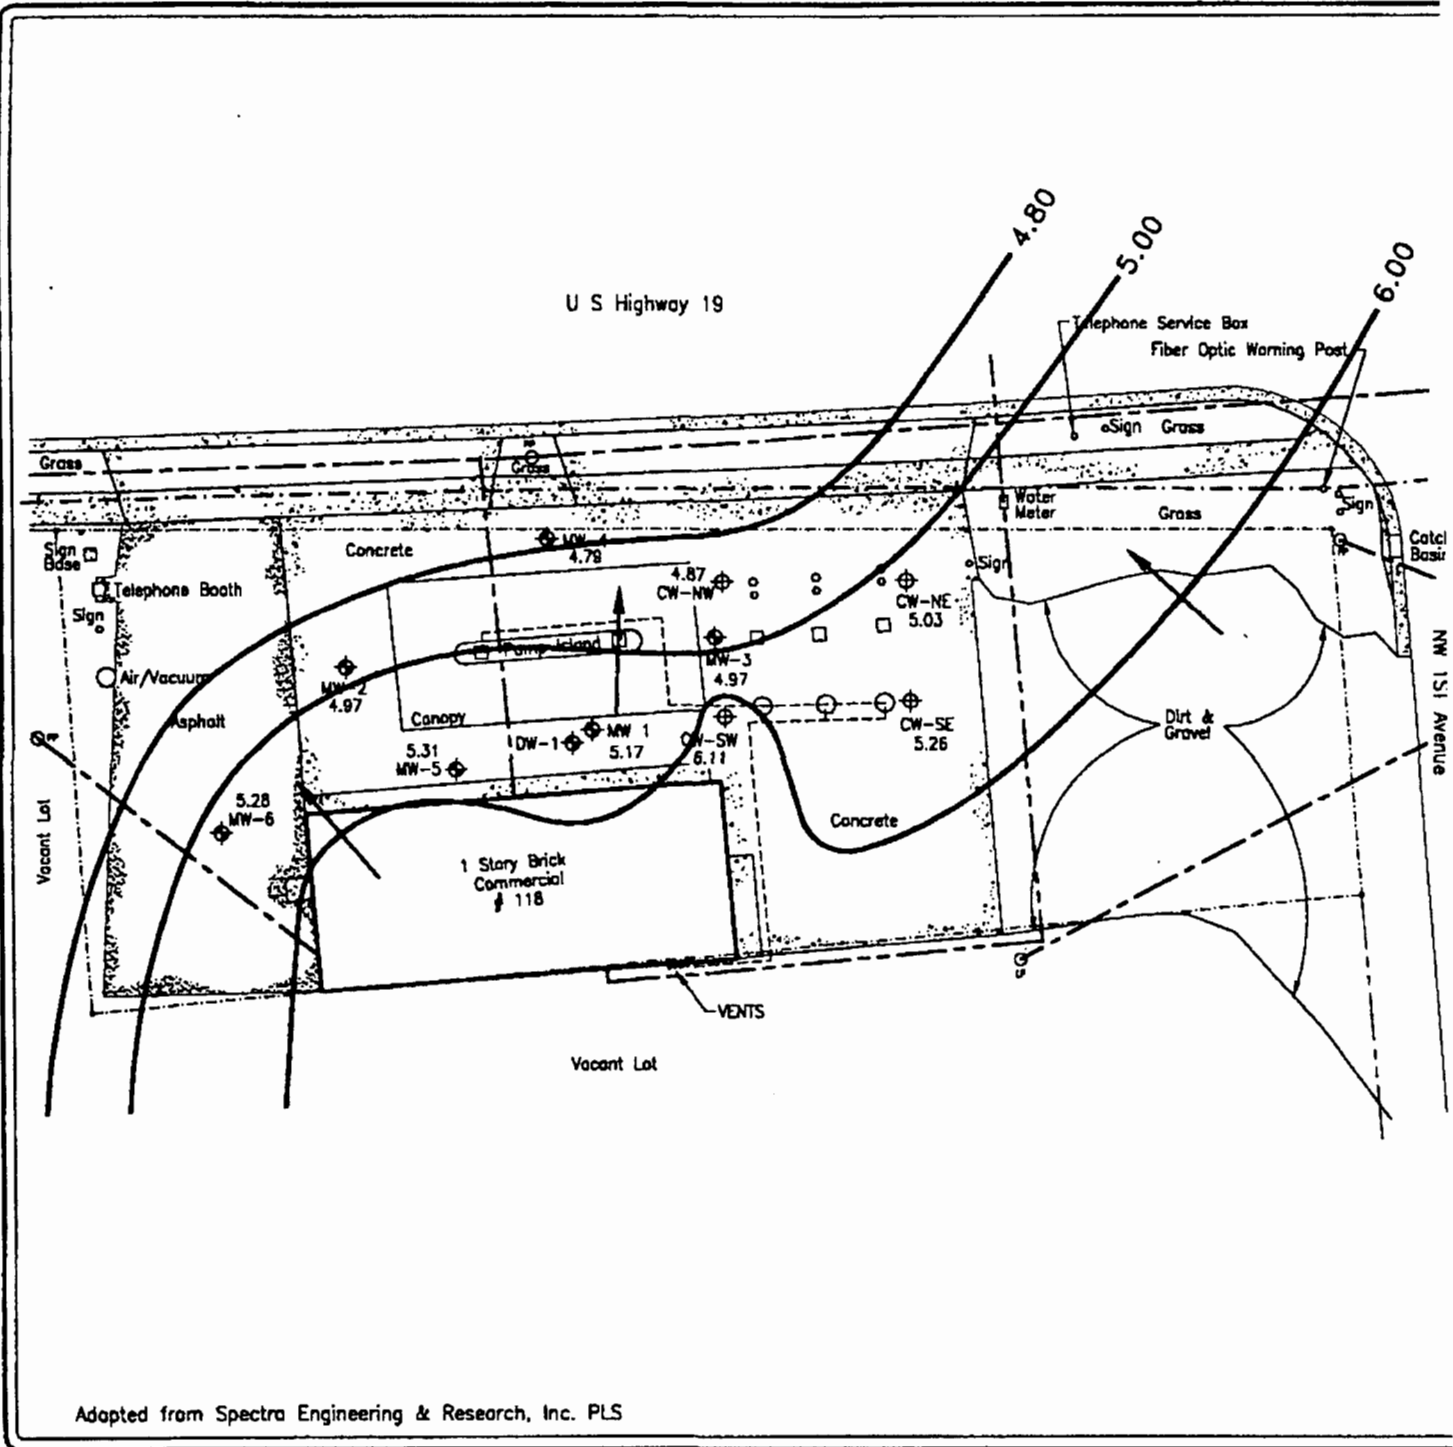 4.80
5.00
6.00
U S Highway 19
Telephone Service Box
Fiber Optic Warning Post
Sign
Grass
Grass
Grass
Water
Meter
Grass
Sign
Sign
Base
Concrete
MW-4
4.79
Catch
Basin
Telephone Booth
4.87
CW-NW
Sign
CW-NE
5.03
Sign
Pump Island
MW-3
4.97
NW 1ST Avenue
Air/Vacuum
MW-2
4.97
Asphalt
Canopy
Dirt &
Gravel
DW-1
MW 1
5.17
CW-SW
6.11
CW-SE
5.26
5.31
MW-5
5.28
MW-6
Concrete
Vacant Lot
1 Story Brick
Commercial
# 118
VENTS
Vacant Lot
Adapted from Spectra Engineering & Research, Inc. PLS